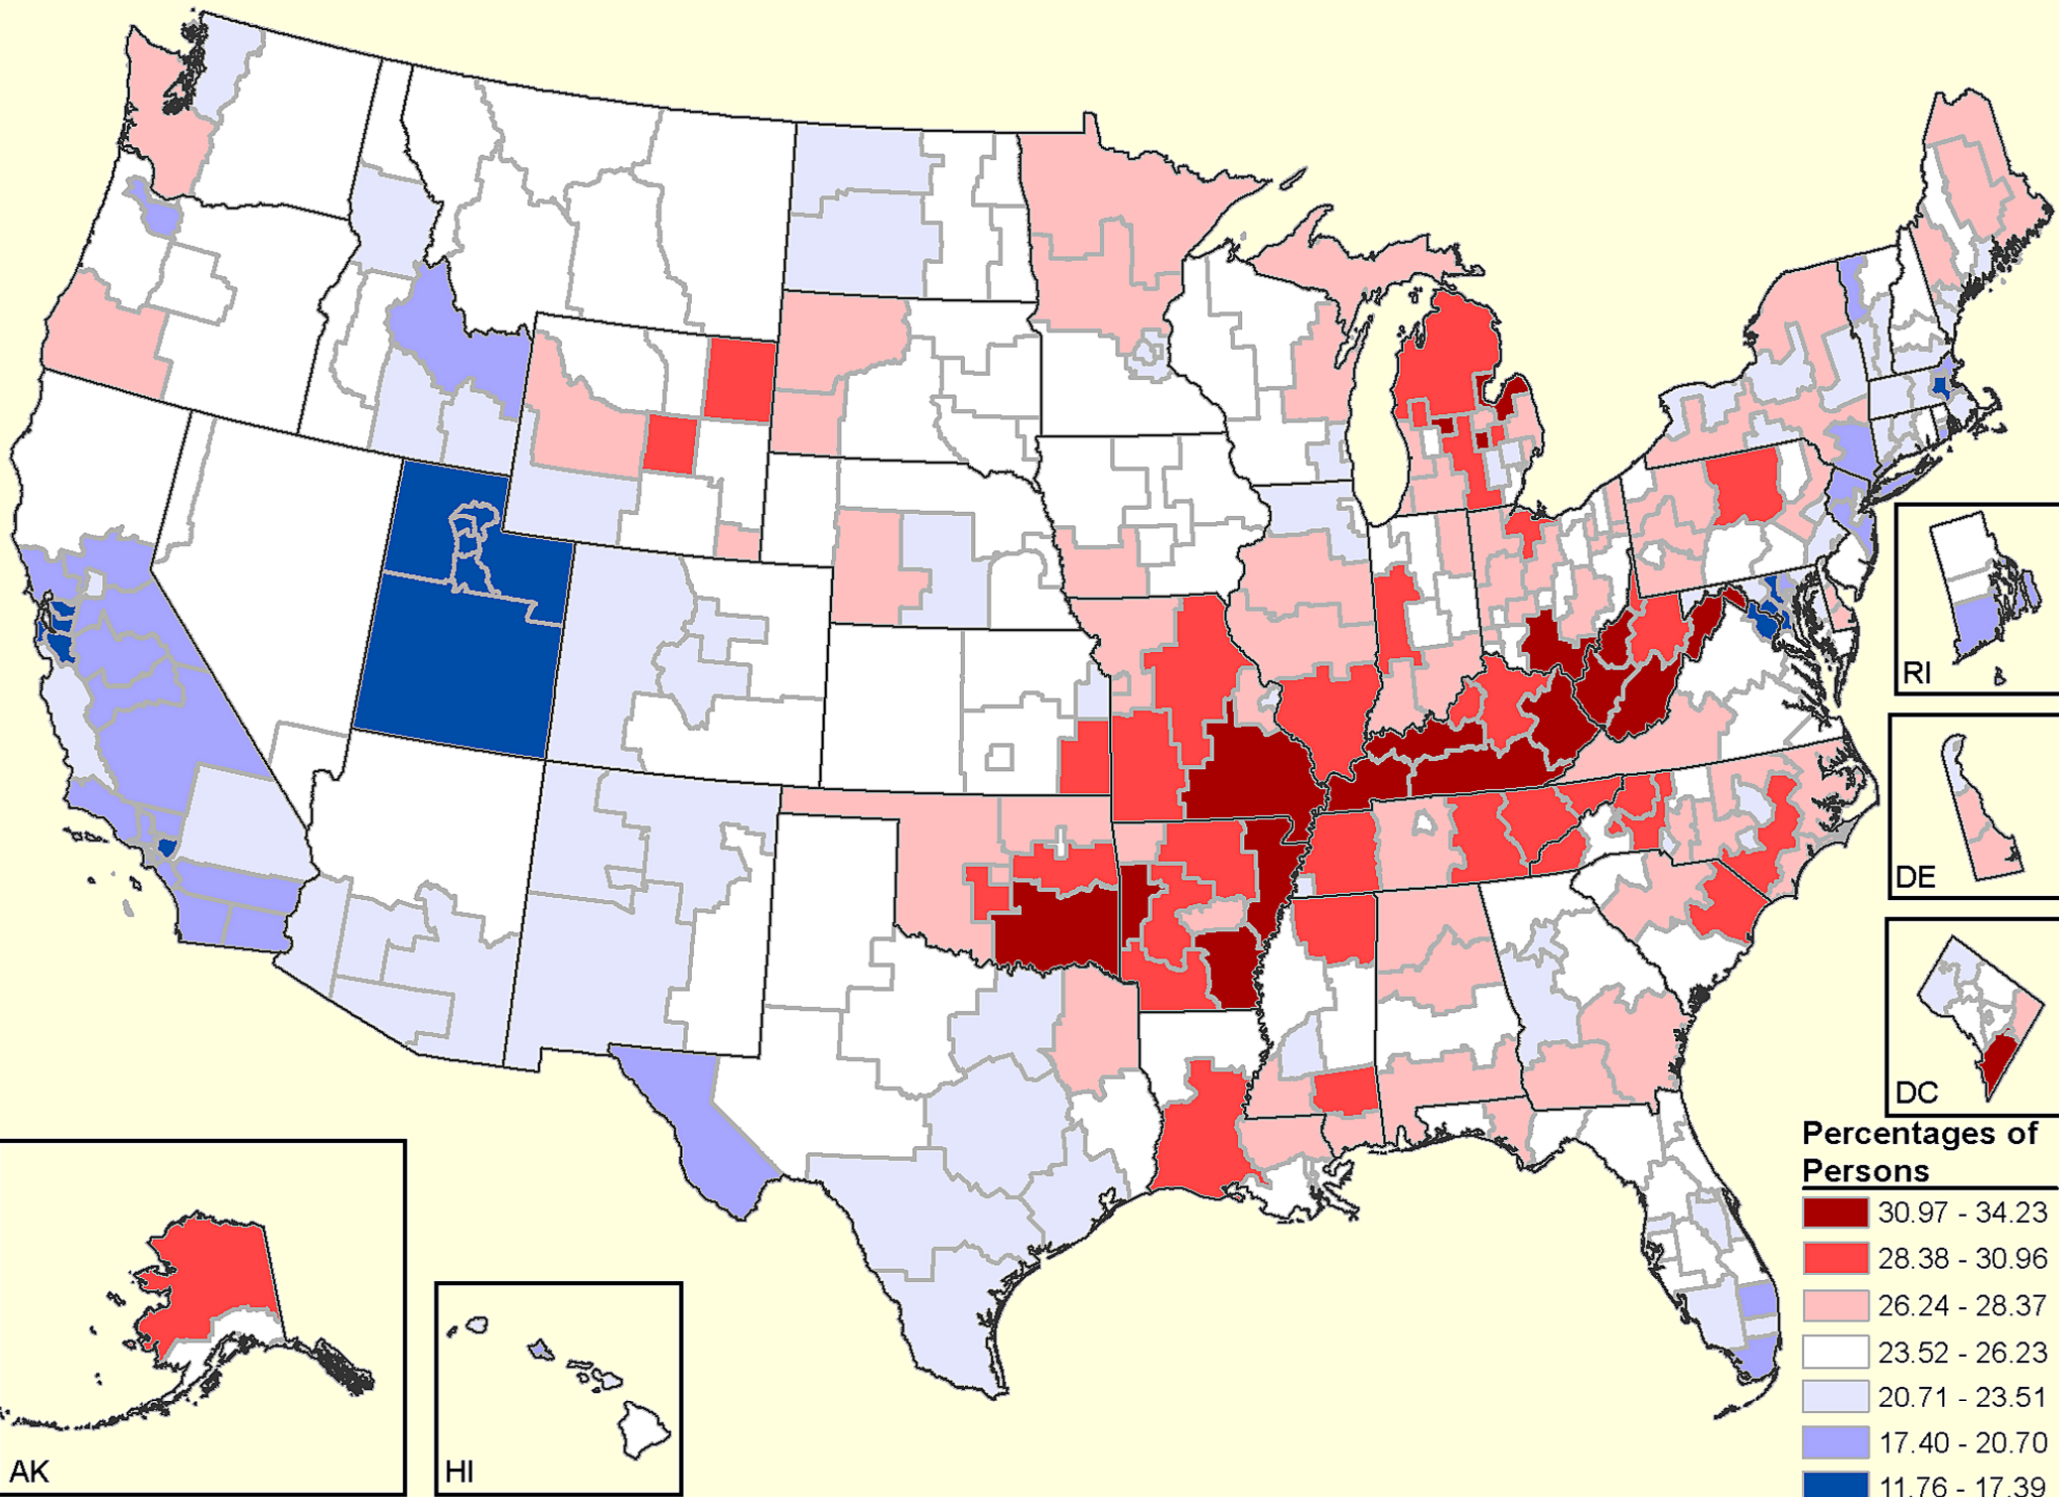 RI
DE
DC
AK
HI
Percentages of
Persons
30.97 - 34.23
28.38 - 30.96
26.24 - 28.37
23.52 - 26.23
20.71 - 23.51
17.40 - 20.70
11.76 - 17.39